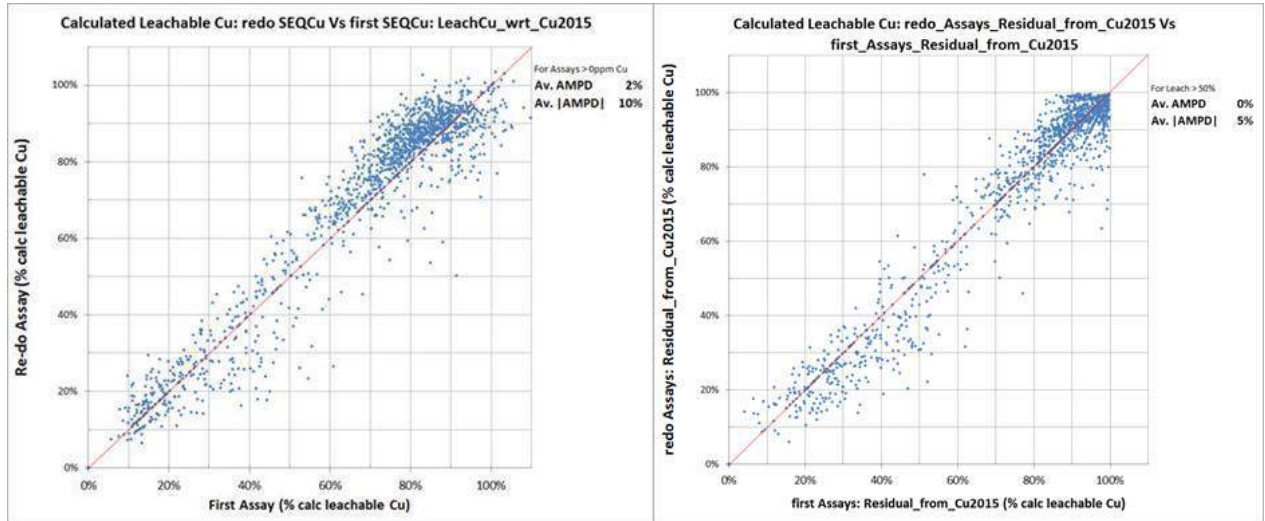 Calculated Leachable Cu: redo SEQCu Vs first SEQCu: LeachCu_wrt_Cu2015
For Assays > 0ppm Cu
Av. AMPD 2%
Av. |AMPD| 10%
Re-do Assay (% calc leachable Cu)
100%
80%
60%
40%
20%
0%
0% 20% 40% 60% 80% 100%
First Assay (% calc leachable Cu)
Calculated Leachable Cu: redo_Assays_Residual_from_Cu2015 Vs
first_Assays_Residual_from_Cu2015
For Leach > 50%
Av. AMPD 0%
Av. |AMPD| 5%
redo Assays: Residual_from_Cu2015 (% calc leachable Cu)
100%
80%
60%
40%
20%
0%
0% 20% 40% 60% 80% 100%
first Assays: Residual_from_Cu2015 (% calc leachable Cu)